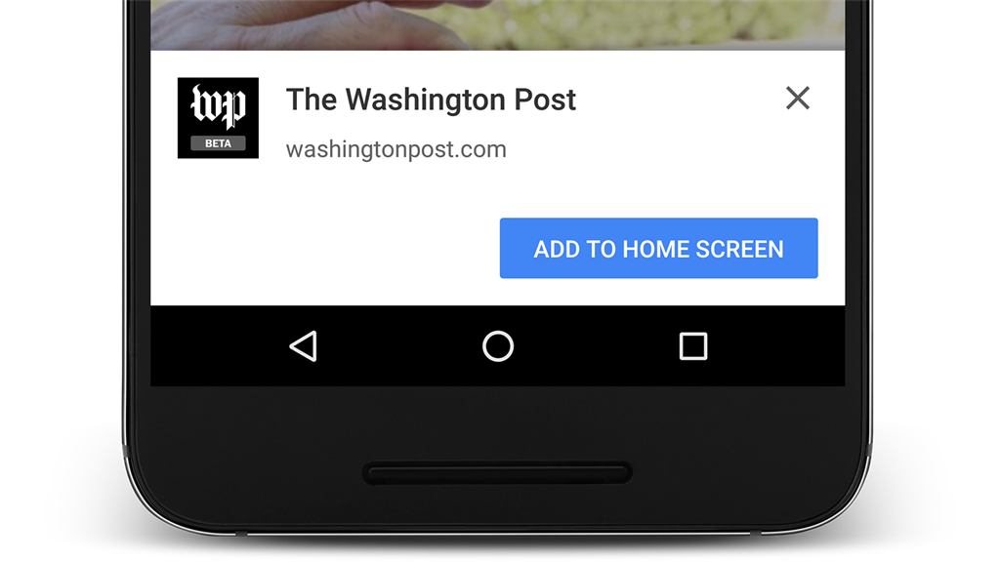 wp
BETA
The Washington Post
washingtonpost.com
ADD TO HOME SCREEN